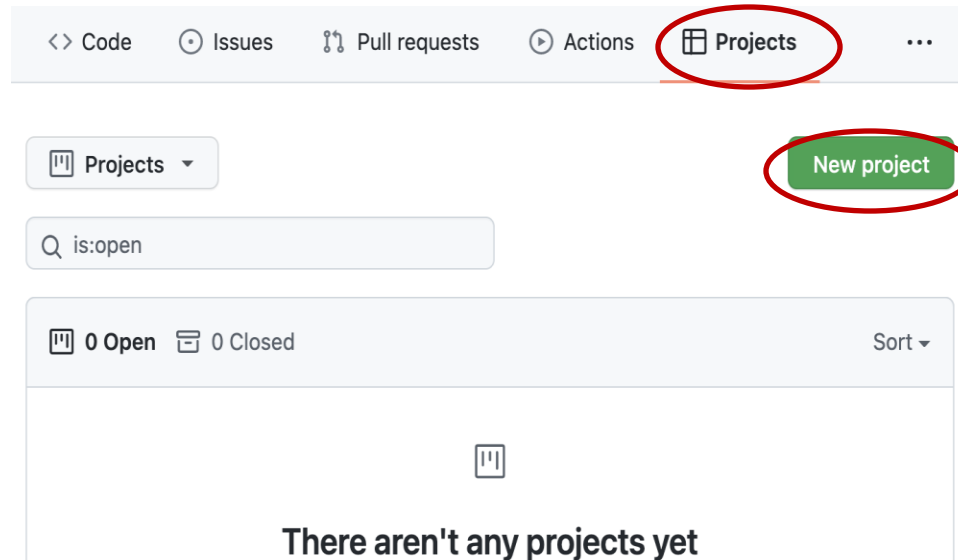 Code Issues Pull requests Actions Projects ...
Projects New project
is:open
0 Open 0 Closed Sort
There aren't any projects yet